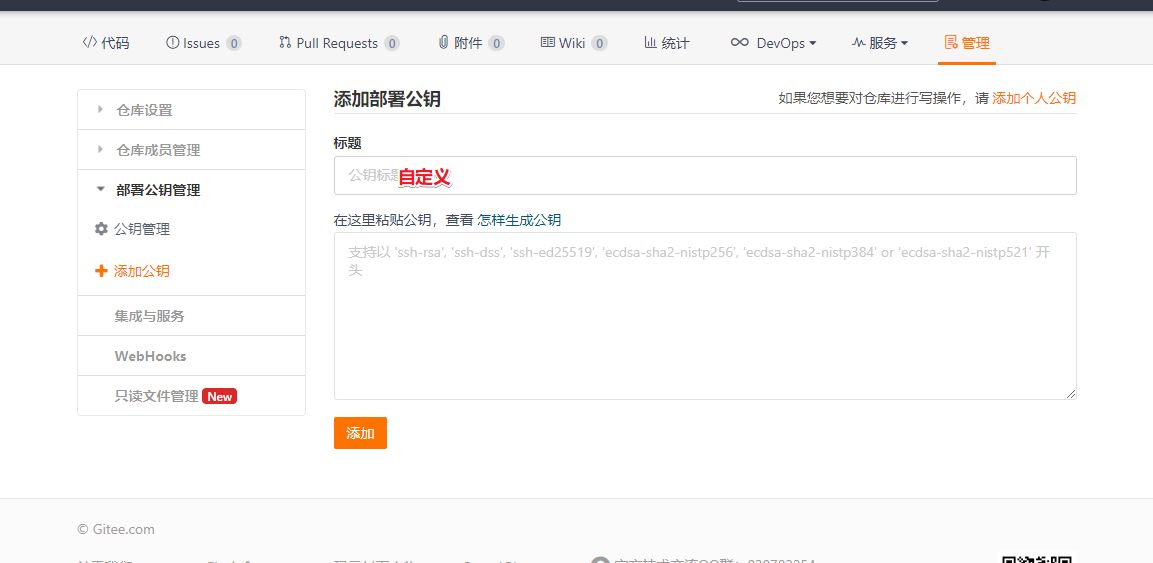 代码 Issues 0 Pull Requests 0 附件 0 Wiki 0 统计 DevOps 服务 管理
仓库设置
仓库成员管理
部署公钥管理
公钥管理
添加公钥
集成与服务
WebHooks
只读文件管理 New
添加部署公钥
如果您想要对仓库进行写操作，请 添加个人公钥
标题
公钥标题
自定义
在这里粘贴公钥，查看 怎样生成公钥
支持以 'ssh-rsa', 'ssh-dss', 'ssh-ed25519', 'ecdsa-sha2-nistp256', 'ecdsa-sha2-nistp384' or 'ecdsa-sha2-nistp521' 开
头
添加
© Gitee.com